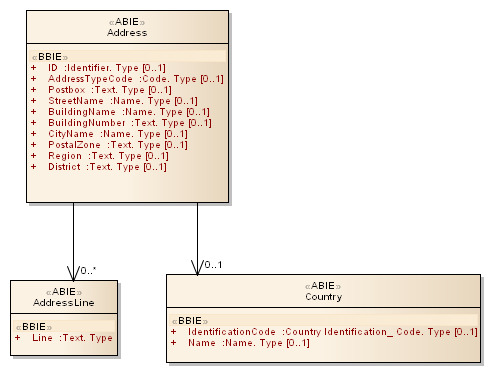 «ABIE»
Address
«BBIE»
+ ID :Identifier. Type [0..1]
+ AddressTypeCode :Code. Type [0..1]
+ Postbox :Text. Type [0..1]
+ StreetName :Name. Type [0..1]
+ BuildingName :Name. Type [0..1]
+ BuildingNumber :Text. Type [0..1]
+ CityName :Name. Type [0..1]
+ PostalZone :Text. Type [0..1]
+ Region :Text. Type [0..1]
+ District :Text. Type [0..1]
0..*
0..1
«ABIE»
AddressLine
«BBIE»
+ Line :Text. Type
«ABIE»
Country
«BBIE»
+ IdentificationCode :Country Identification_ Code. Type [0..1]
+ Name :Name. Type [0..1]